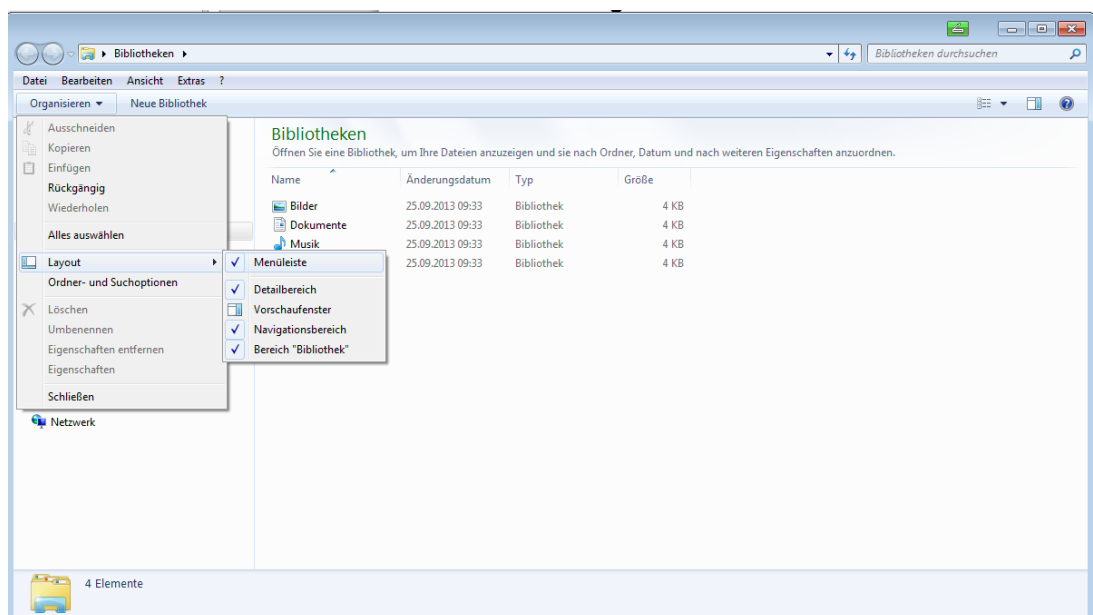 Bibliotheken
Bibliotheken durchsuchen
Datei Bearbeiten Ansicht Extras ?
Organisieren Neue Bibliothek
Ausschneiden
Kopieren
Einfügen
Rückgängig
Wiederholen
Alles auswählen
Layout
Ordner- und Suchoptionen
Löschen
Umbenennen
Eigenschaften entfernen
Eigenschaften
Schließen
Netzwerk
Menüleiste
Detailbereich
Vorschaufenster
Navigationsbereich
Bereich "Bibliothek"
Bibliotheken
Öffnen Sie eine Bibliothek, um Ihre Dateien anzuzeigen und sie nach Ordner, Datum und nach weiteren Eigenschaften anzuordnen.
Name Änderungsdatum Typ Größe
Bilder 25.09.2013 09:33 Bibliothek 4 KB
Dokumente 25.09.2013 09:33 Bibliothek 4 KB
Musik 25.09.2013 09:33 Bibliothek 4 KB
25.09.2013 09:33 Bibliothek 4 KB
4 Elemente